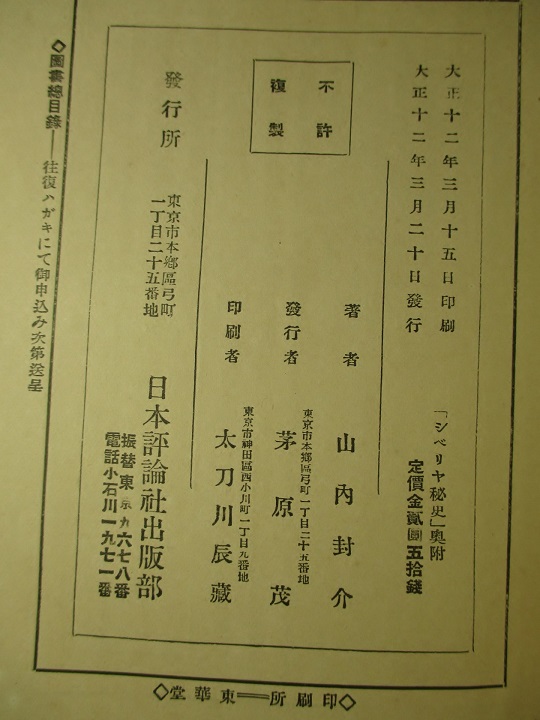 大正十二年三月十五日印刷
大正十二年三月二十日發行
「シベリヤ秘史」奥附
定價金貳圓五拾錢
不許
複製
著者 山內封介
東京市本郷區弓町一丁目二十五番地
發行者 茅原茂
東京市神田區西小川町一丁目九番地
印刷者 太刀川辰藏
發行所
東京市本郷區弓町
一丁目二十五番地
日本評論社出版部
振替東京九六七八番
電話小石川一九七一番
◇圖書總目錄──往復ハガキにて御申込み次第送呈
◇印刷所══東華堂◇